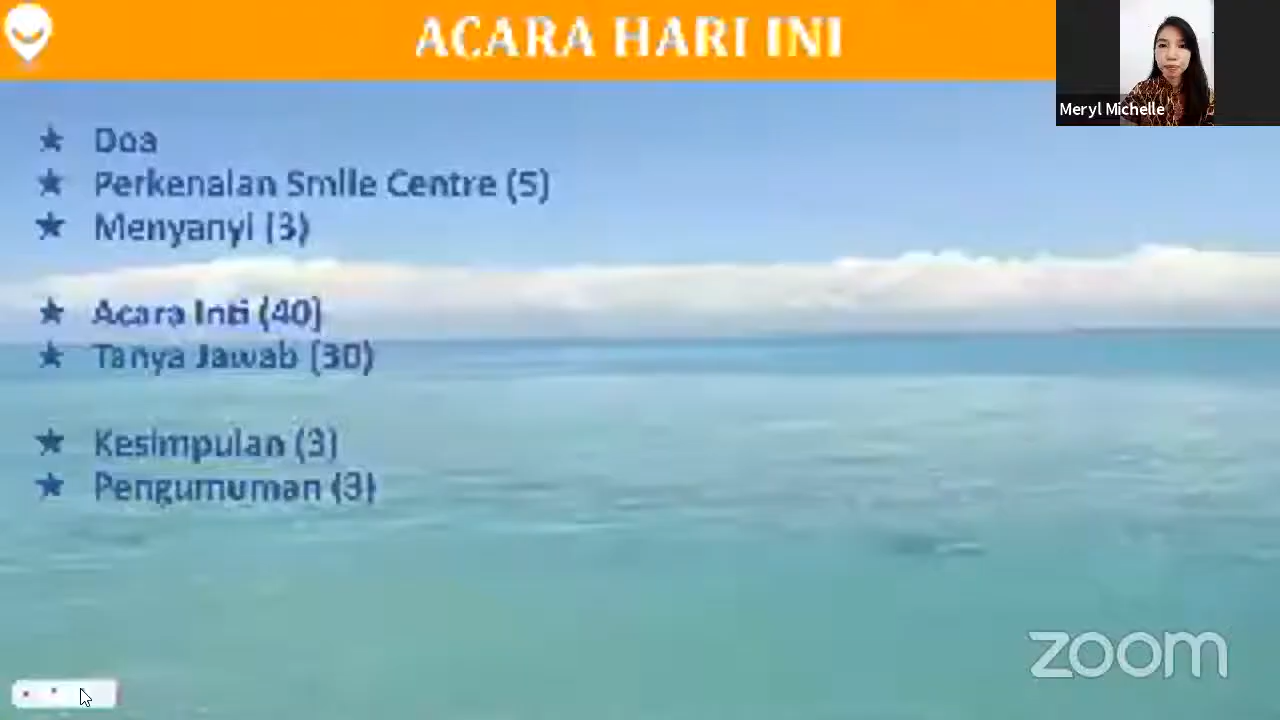 ACARA HARI INI
Meryl Michelle
★ Doa
★ Perkenalan Smile Centre (5)
★ Menyanyi (3)
★ Acara Inti (40)
★ Tanya Jawab (30)
★ Kesimpulan (3)
★ Pengumuman (3)
zoom